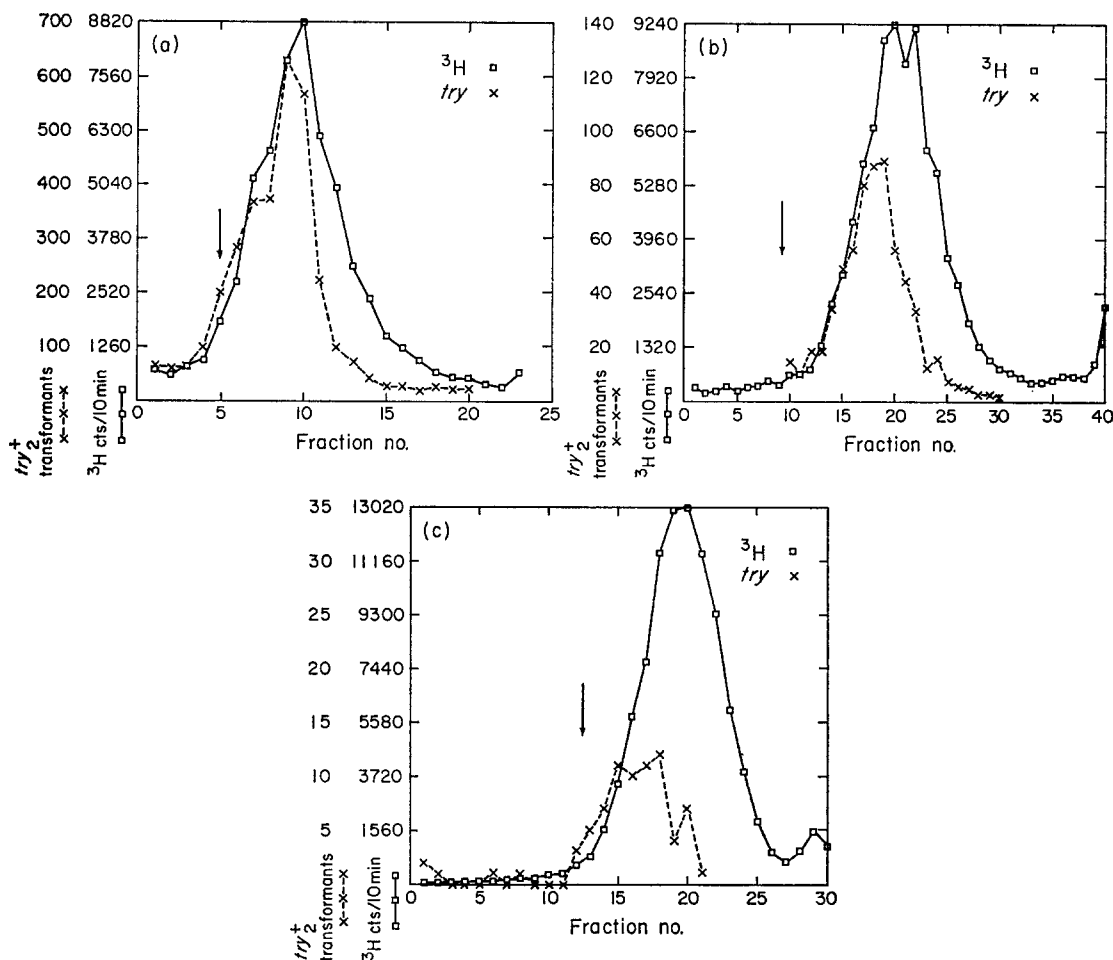 700 8820 (a)
³H
600 7560
try
500 6300
400 5040
300 3780
200 2520
100 1260
0 5 10 15 20 25
Fraction no.
try₂⁺ transformants
³H cts/10 min
140 9240 (b)
³H
120 7920
try
100 6600
80 5280
60 3960
40 2540
20 1320
0 5 10 15 20 25 30 35 40
Fraction no.
try₂⁺ transformants
³H cts/10 min
35 13020 (c)
³H
30 11160
try
25 9300
20 7440
15 5580
10 3720
5 1560
0 5 10 15 20 25 30
Fraction no.
try₂⁺ transformants
³H cts/10min